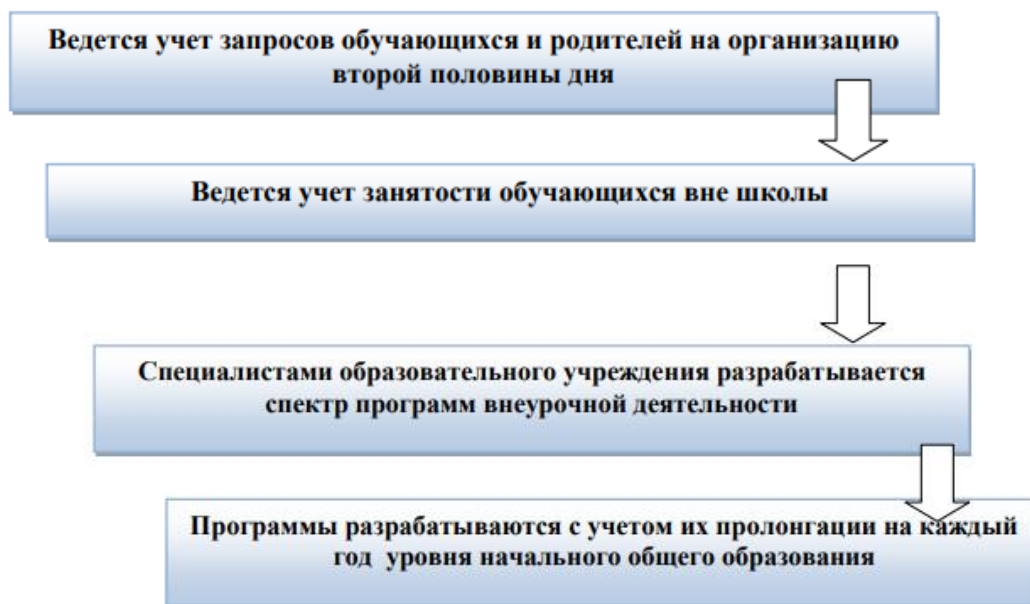 Ведется учет запросов обучающихся и родителей на организацию
второй половины дня
Ведется учет занятости обучающихся вне школы
Специалистами образовательного учреждения разрабатывается
спектр программ внеурочной деятельности
Программы разрабатываются с учетом их пролонгации на каждый
год уровня начального общего образования